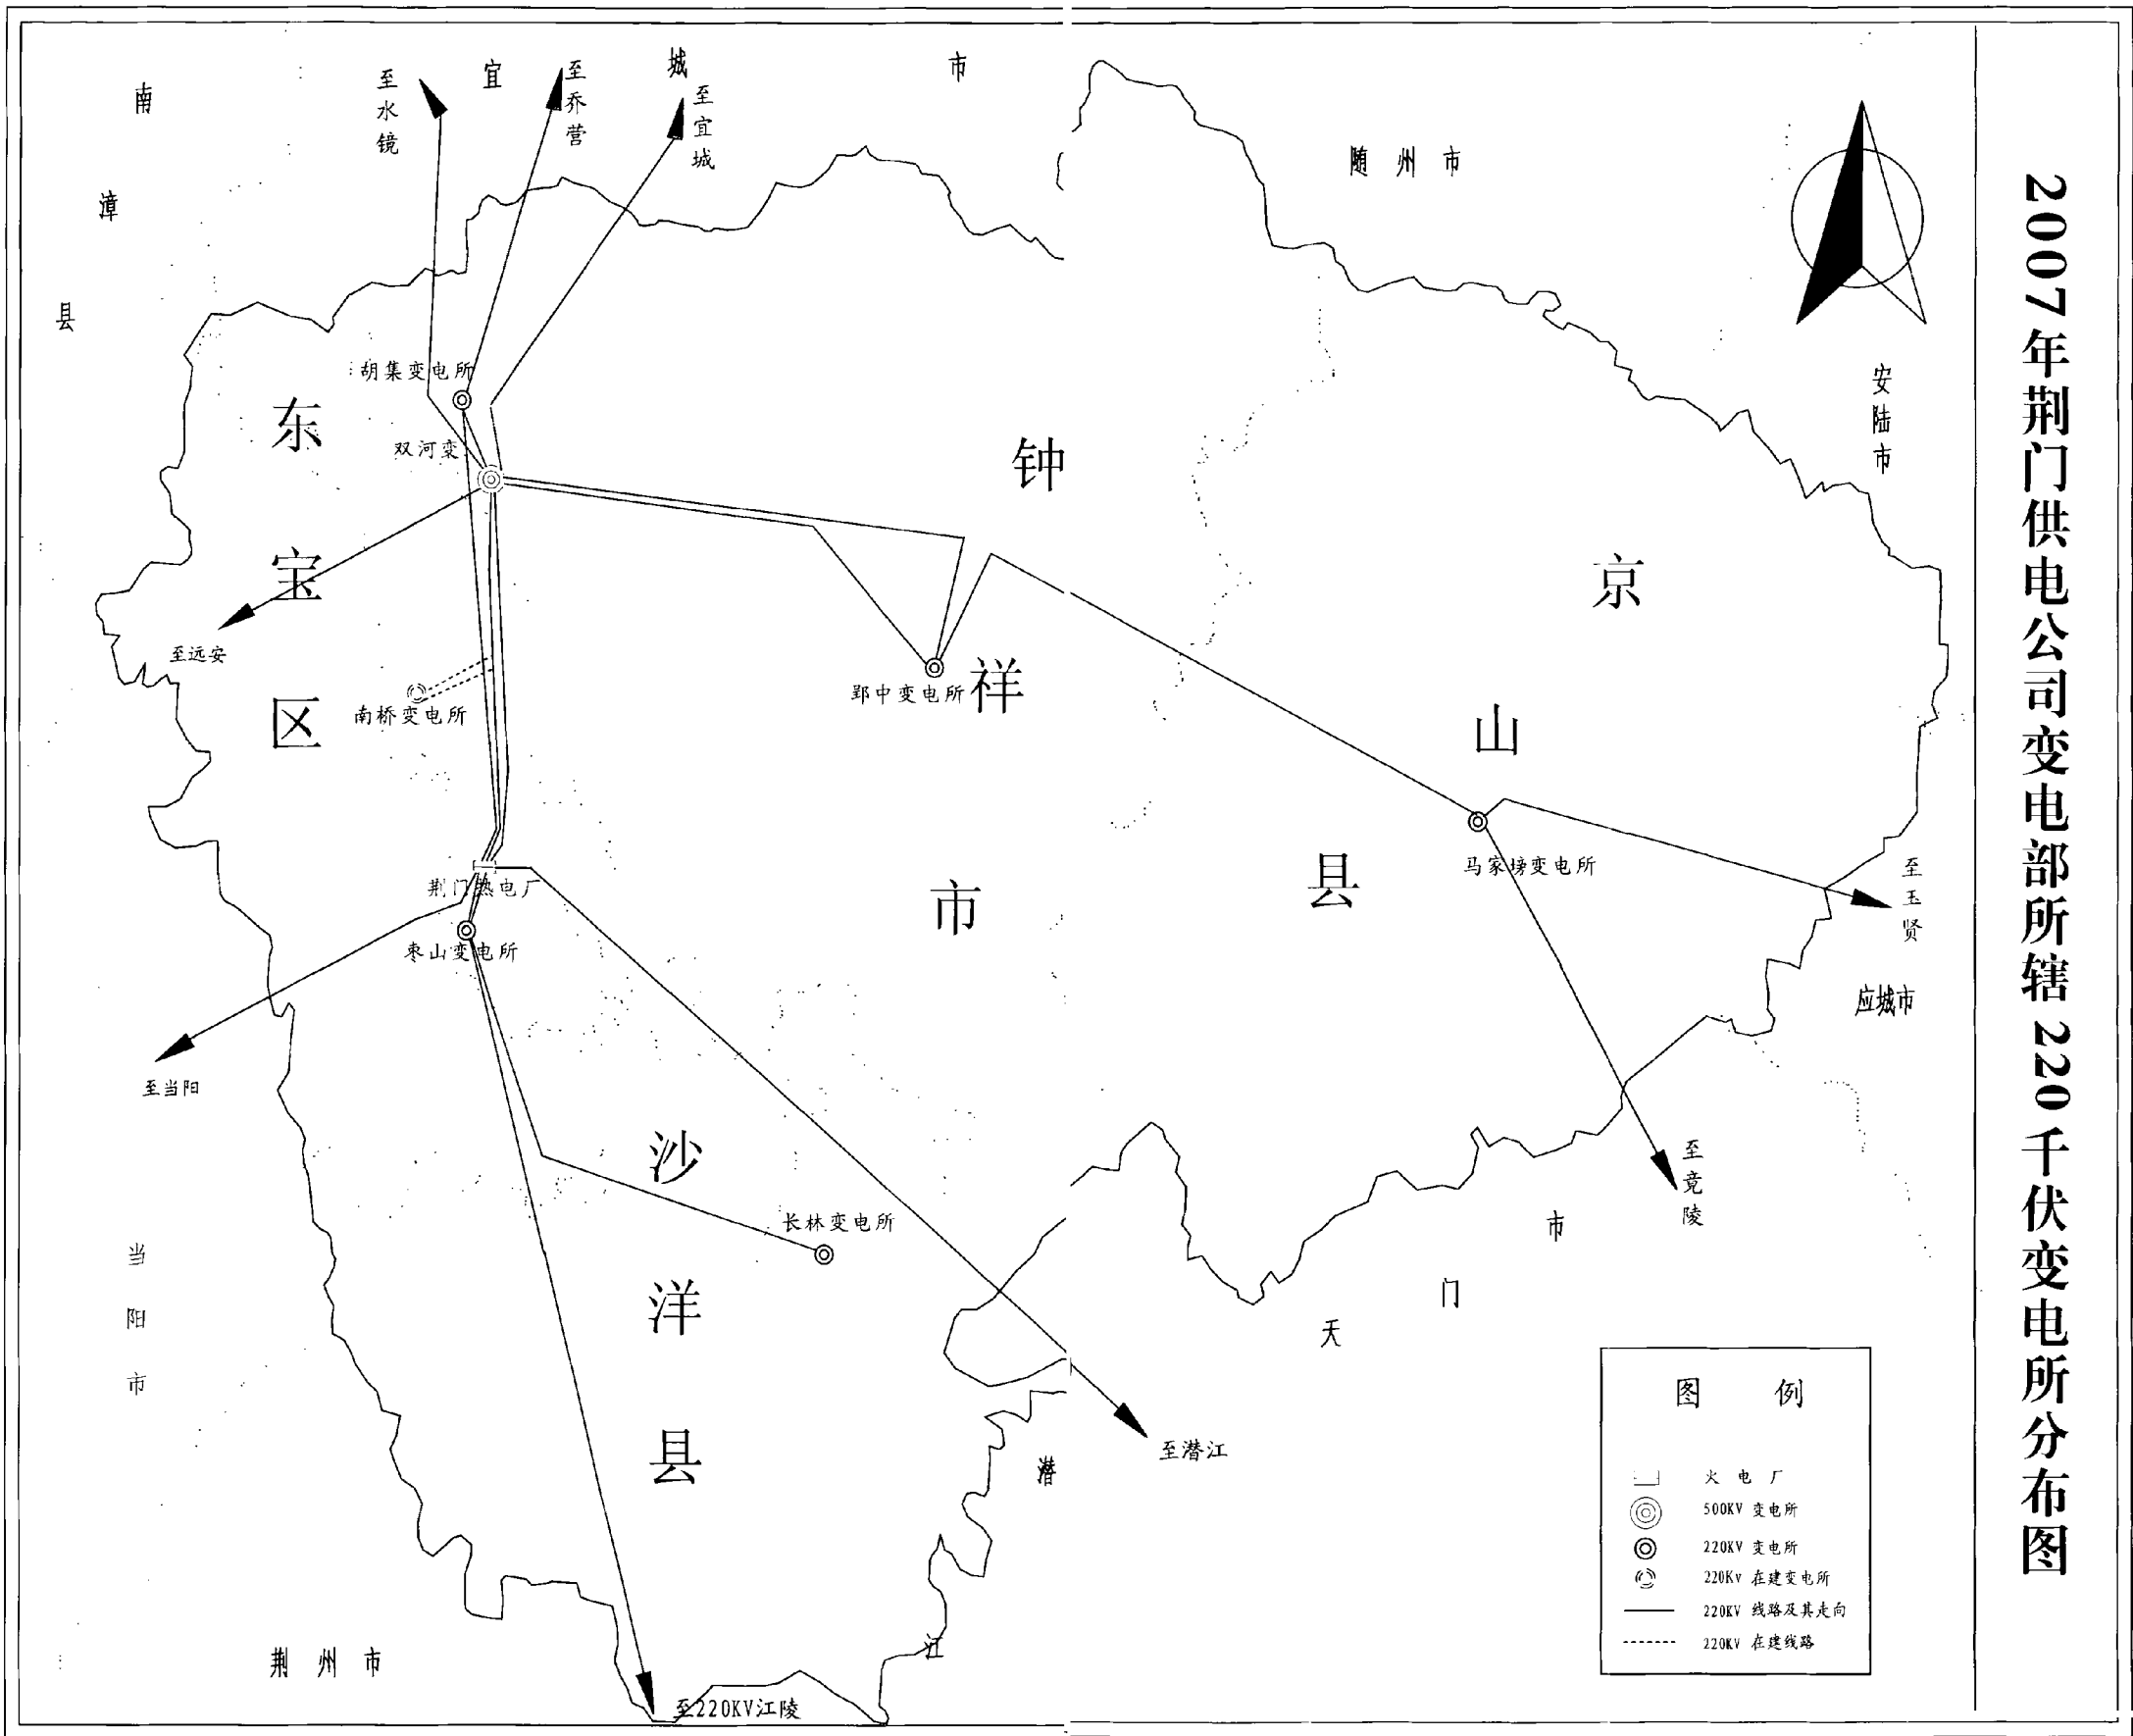 2007年荆门供电公司变电部所辖220千伏变电所分布图
南漳县
宜城市
随州市
安陆市
应城市
天门市
潜江
荆州市
当阳市
至水镜
至乔营
至宜城
胡集变电所
双河变
东宝区
钟祥市
京山县
沙洋县
至远安
南桥变电所
郢中变电所
马家塝变电所
荆门热电厂
枣山变电所
至当阳
长林变电所
至玉贤
至竟陵
至潜江
至220KV江陵
图 例
火电厂
500KV 变电所
220KV 变电所
220Kv 在建变电所
220KV 线路及其走向
220KV 在建线路